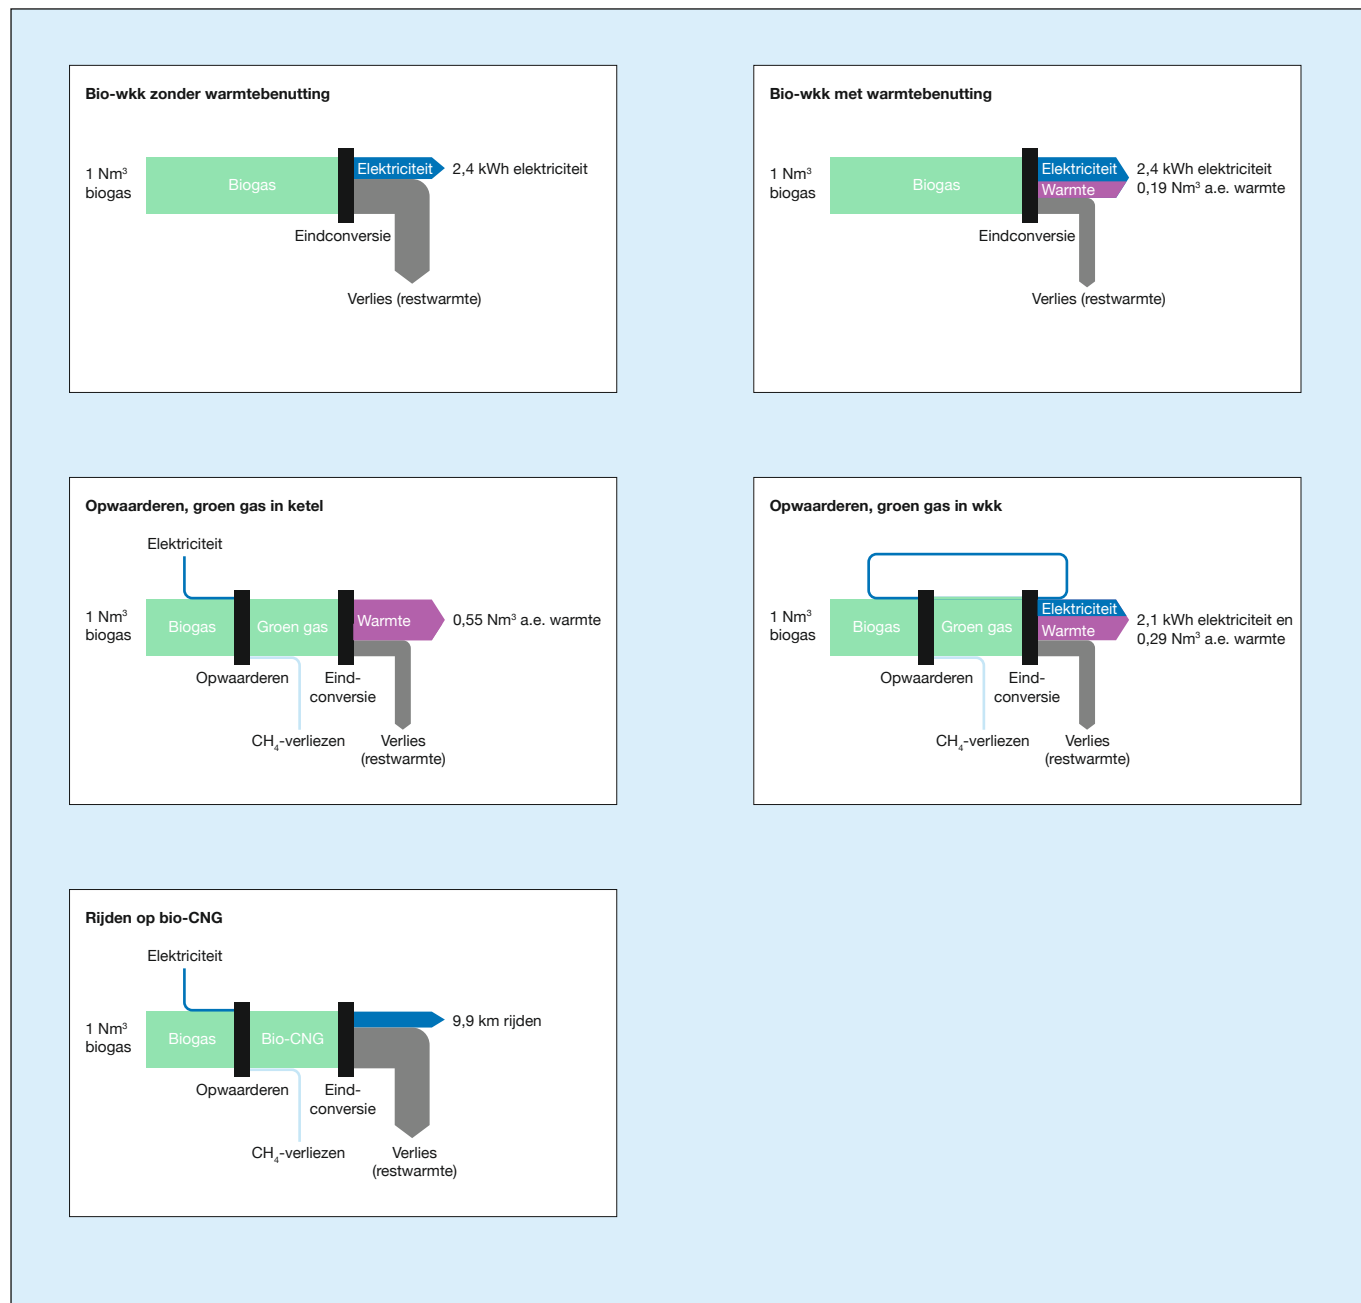 Bio-wkk zonder warmtebenutting
1 Nm³
biogas
Biogas
Elektriciteit
2,4 kWh elektriciteit
Eindconversie
Verlies (restwarmte)
Bio-wkk met warmtebenutting
1 Nm³
biogas
Biogas
Elektriciteit
Warmte
2,4 kWh elektriciteit
0,19 Nm³ a.e. warmte
Eindconversie
Verlies (restwarmte)
Opwaarderen, groen gas in ketel
Elektriciteit
1 Nm³
biogas
Biogas
Groen gas
Warmte
0,55 Nm³ a.e. warmte
Opwaarderen
Eind-
conversie
CH₄-verliezen
Verlies
(restwarmte)
Opwaarderen, groen gas in wkk
1 Nm³
biogas
Biogas
Groen gas
Elektriciteit
Warmte
2,1 kWh elektriciteit en
0,29 Nm³ a.e. warmte
Opwaarderen
Eind-
conversie
CH₄-verliezen
Verlies
(restwarmte)
Rijden op bio-CNG
Elektriciteit
1 Nm³
biogas
Biogas
Bio-CNG
9,9 km rijden
Opwaarderen
Eind-
conversie
CH₄-verliezen
Verlies
(restwarmte)